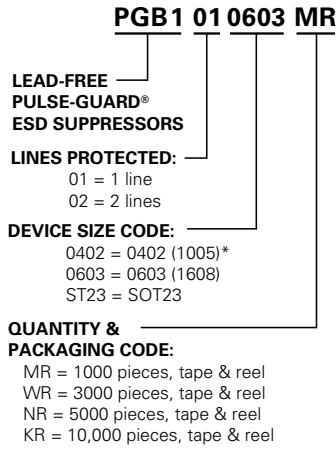 PGB1 01 0603 MR
LEAD-FREE
PULSE-GUARD®
ESD SUPPRESSORS
LINES PROTECTED:
01 = 1 line
02 = 2 lines
DEVICE SIZE CODE:
0402 = 0402 (1005)*
0603 = 0603 (1608)
ST23 = SOT23
QUANTITY &
PACKAGING CODE:
MR = 1000 pieces, tape & reel
WR = 3000 pieces, tape & reel
NR = 5000 pieces, tape & reel
KR = 10,000 pieces, tape & reel